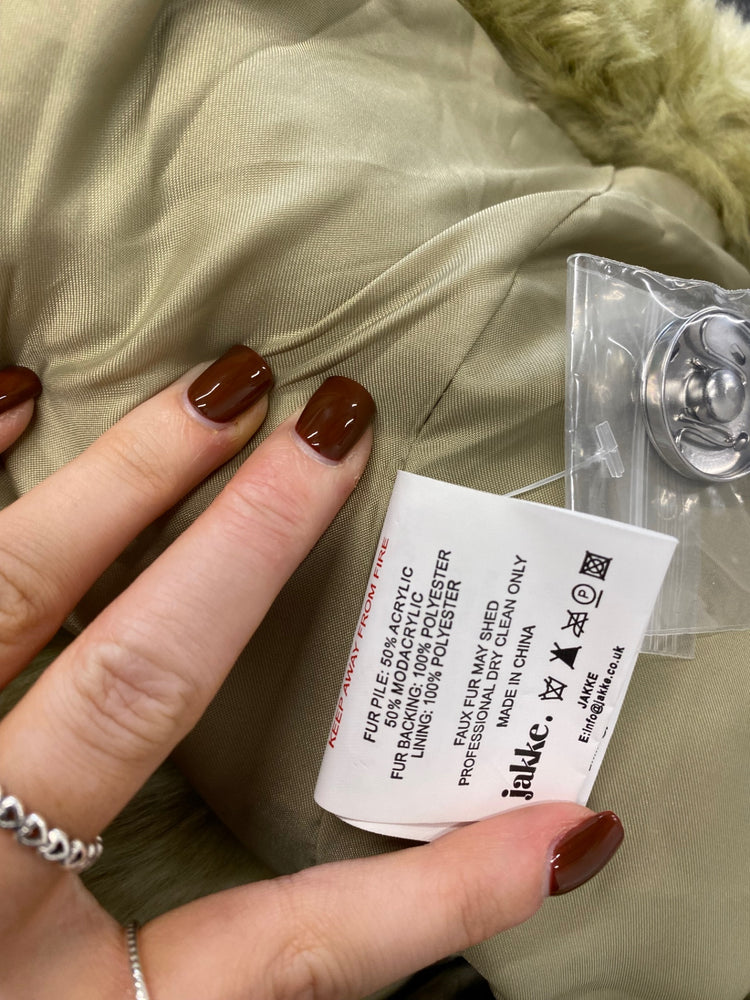 KEEP AWAY FROM FIRE
FUR PILE: 50% ACRYLIC
50% MODACRYLIC
FUR BACKING: 100% POLYESTER
LINING: 100% POLYESTER
FAUX FUR MAY SHED
PROFESSIONAL DRY CLEAN ONLY
MADE IN CHINA
P
jakke.
JAKKE
E:info@jakke.co.uk